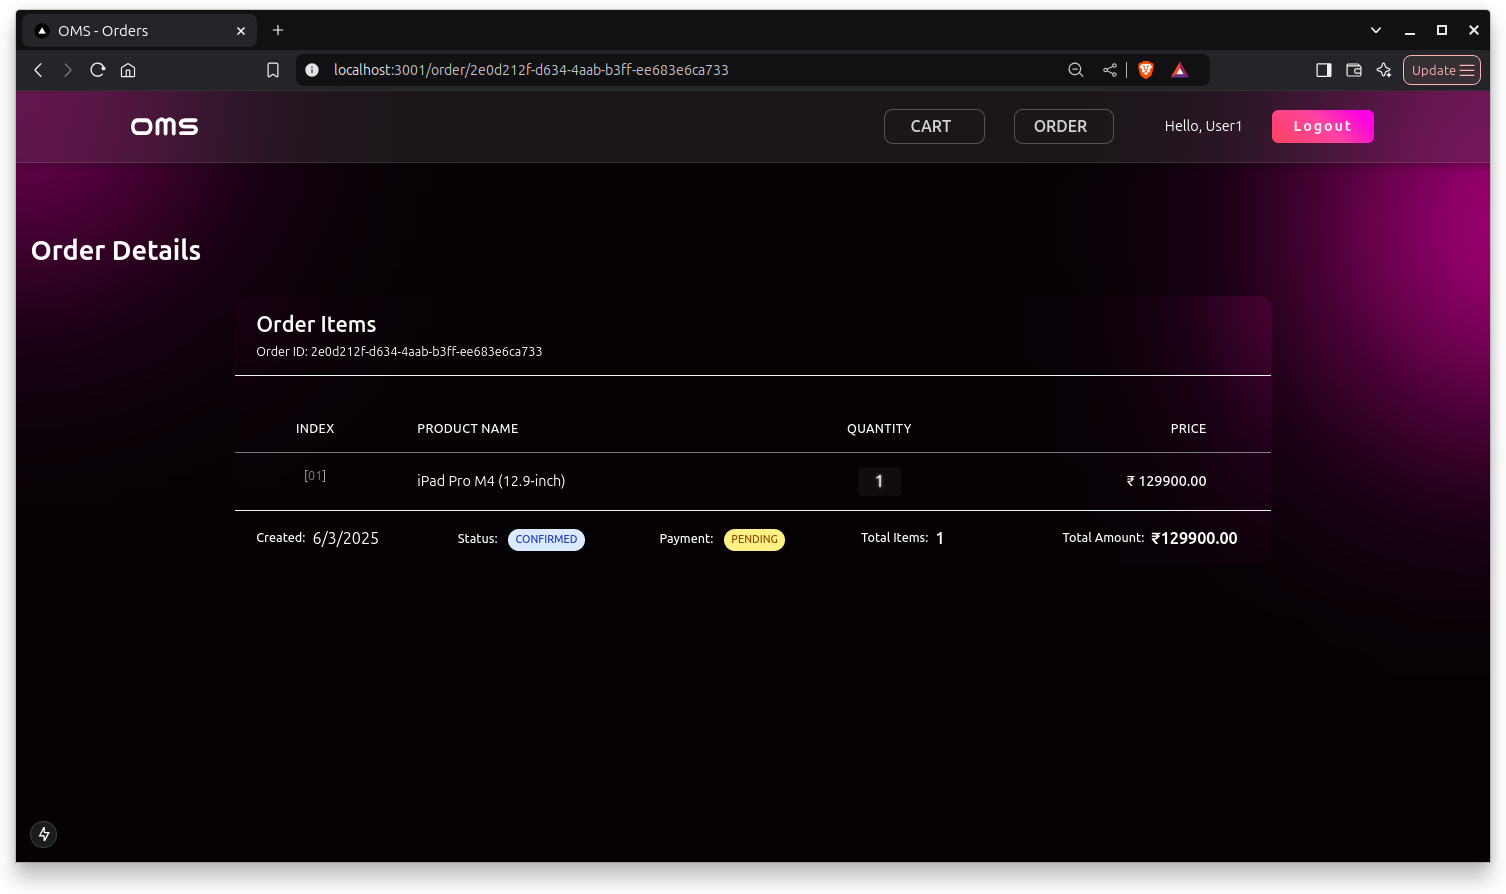 OMS - Orders
localhost:3001/order/2e0d212f-d634-4aab-b3ff-ee683e6ca733
Update
OMS
CART
ORDER
Hello, User1
Logout
Order Details
Order Items
Order ID: 2e0d212f-d634-4aab-b3ff-ee683e6ca733
INDEX PRODUCT NAME QUANTITY PRICE
[01] iPad Pro M4 (12.9-inch) 1 ₹ 129900.00
Created: 6/3/2025 Status: CONFIRMED Payment: PENDING Total Items: 1 Total Amount: ₹129900.00